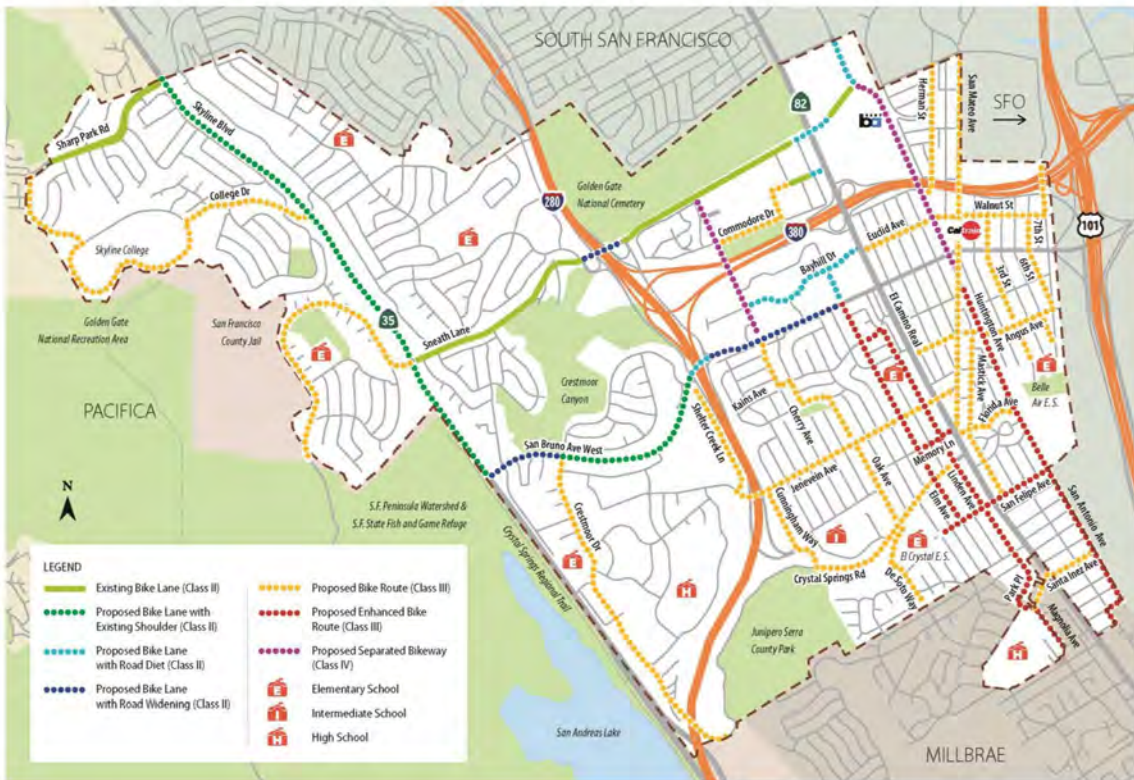 SOUTH SAN FRANCISCO
SFO
82
Herman St
San Mateo Ave
Sharp Park Rd
Skyline Blvd
E
280
101
College Dr
Golden Gate
National Cemetery
Walnut St
Commodore Dr
380
Euclid Ave
Cal
7th St
Skyline College
E
Bayhill Dr
3rd St
6th St
Golden Gate
National Recreation Area
San Francisco
County Jail
35
Sneath Lane
El Camino Real
Huntington Ave
Angus Ave
E
E
Crestmoor
Canyon
E
Mastick Ave
Belle
Air E.S.
PACIFICA
Kains Ave
Cherry Ave
Florida Ave
Shelter Creek Ln
San Bruno Ave West
Jenevein Ave
Memory Ln
N
S.F. Peninsula Watershed &
S.F. State Fish and Game Refuge
Oak Ave
Elm Ave
Linden Ave
San Felipe Ave
San Antonio Ave
Crestmoor Dr
Cunningham Way
I
E
El Crystal E.S.
Crystal Springs Regional Trail
E
Crystal Springs Rd
De Soto Way
Park Pl
Santa Inez Ave
H
Magnolia Ave
Junipero Serra
County Park
H
San Andreas Lake
MILLBRAE
LEGEND
Existing Bike Lane (Class II)
Proposed Bike Lane with
Existing Shoulder (Class II)
Proposed Bike Lane
with Road Diet (Class II)
Proposed Bike Lane
with Road Widening (Class II)
Proposed Bike Route (Class III)
Proposed Enhanced Bike
Route (Class III)
Proposed Separated Bikeway
(Class IV)
E
Elementary School
I
Intermediate School
H
High School